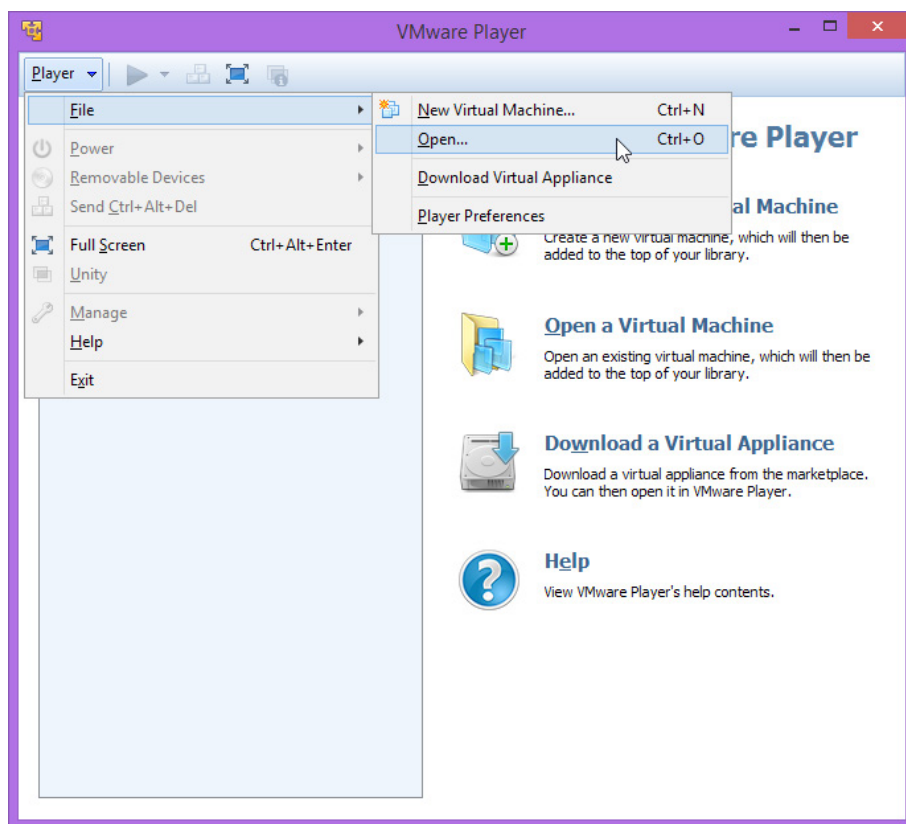 VMware Player
Player
File
New Virtual Machine... Ctrl+N
Open... Ctrl+O
Download Virtual Appliance
Player Preferences
Power
Removable Devices
Send Ctrl+Alt+Del
Full Screen Ctrl+Alt+Enter
Unity
Manage
Help
Exit
re Player
al Machine
Create a new virtual machine, which will then be
added to the top of your library.
Open a Virtual Machine
Open an existing virtual machine, which will then be
added to the top of your library.
Download a Virtual Appliance
Download a virtual appliance from the marketplace.
You can then open it in VMware Player.
Help
View VMware Player's help contents.